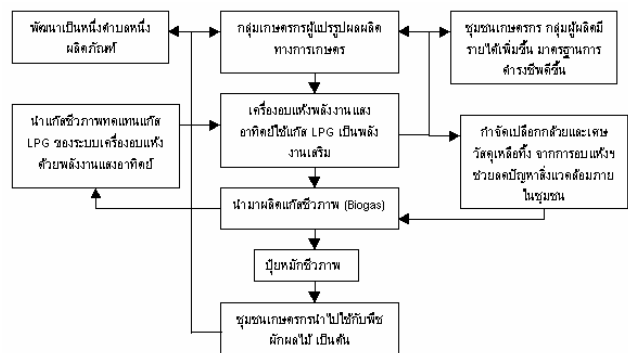 พัฒนาเป็นหนึ่งตำบลหนึ่ง
ผลิตภัณฑ์
กลุ่มเกษตรกรผู้แปรรูปผลผลิต
ทางการเกษตร
ชุมชนเกษตรกร กลุ่มผู้ผลิตมี
รายได้เพิ่มขึ้น มาตรฐานการ
ดำรงชีพดีขึ้น
นำแก๊สชีวภาพทดแทนแก๊ส
LPG ของระบบเครื่องอบแห้ง
ด้วยพลังงานแสงอาทิตย์
เครื่องอบแห้งพลังงานแสง
อาทิตย์ใช้แก๊ส LPG เป็นพลัง
งานเสริม
กำจัดเปลือกกล้วยและเศษ
วัสดุเหลือทิ้ง จากการอบแห้งฯ
ช่วยลดปัญหาสิ่งแวดล้อมภาย
ในชุมชน
นำมาผลิตแก๊สชีวภาพ (Biogas)
ปุ๋ยหมักชีวภาพ
ชุมชนเกษตรกรนำไปใช้กับพืช
ผักผลไม้ เป็นต้น